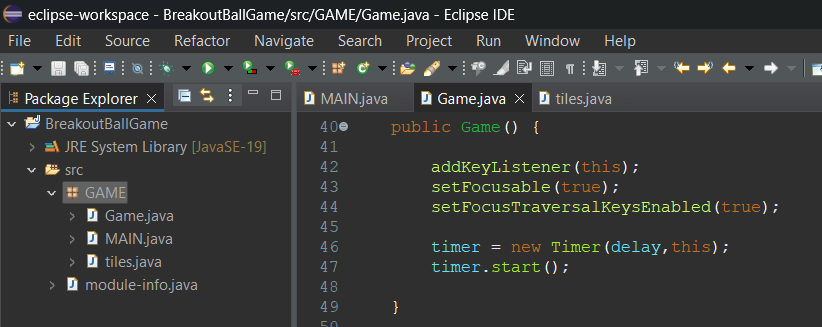 eclipse-workspace - BreakoutBallGame/src/GAME/Game.java - Eclipse IDE
File Edit Source Refactor Navigate Search Project Run Window Help
Package Explorer
BreakoutBallGame
JRE System Library [JavaSE-19]
src
GAME
Game.java
MAIN.java
tiles.java
module-info.java
MAIN.java Game.java tiles.java
40 public Game() {
41
42 addKeyListener(this);
43 setFocusable(true);
44 setFocusTraversalKeysEnabled(true);
45
46 timer = new Timer(delay,this);
47 timer.start();
48
49 }